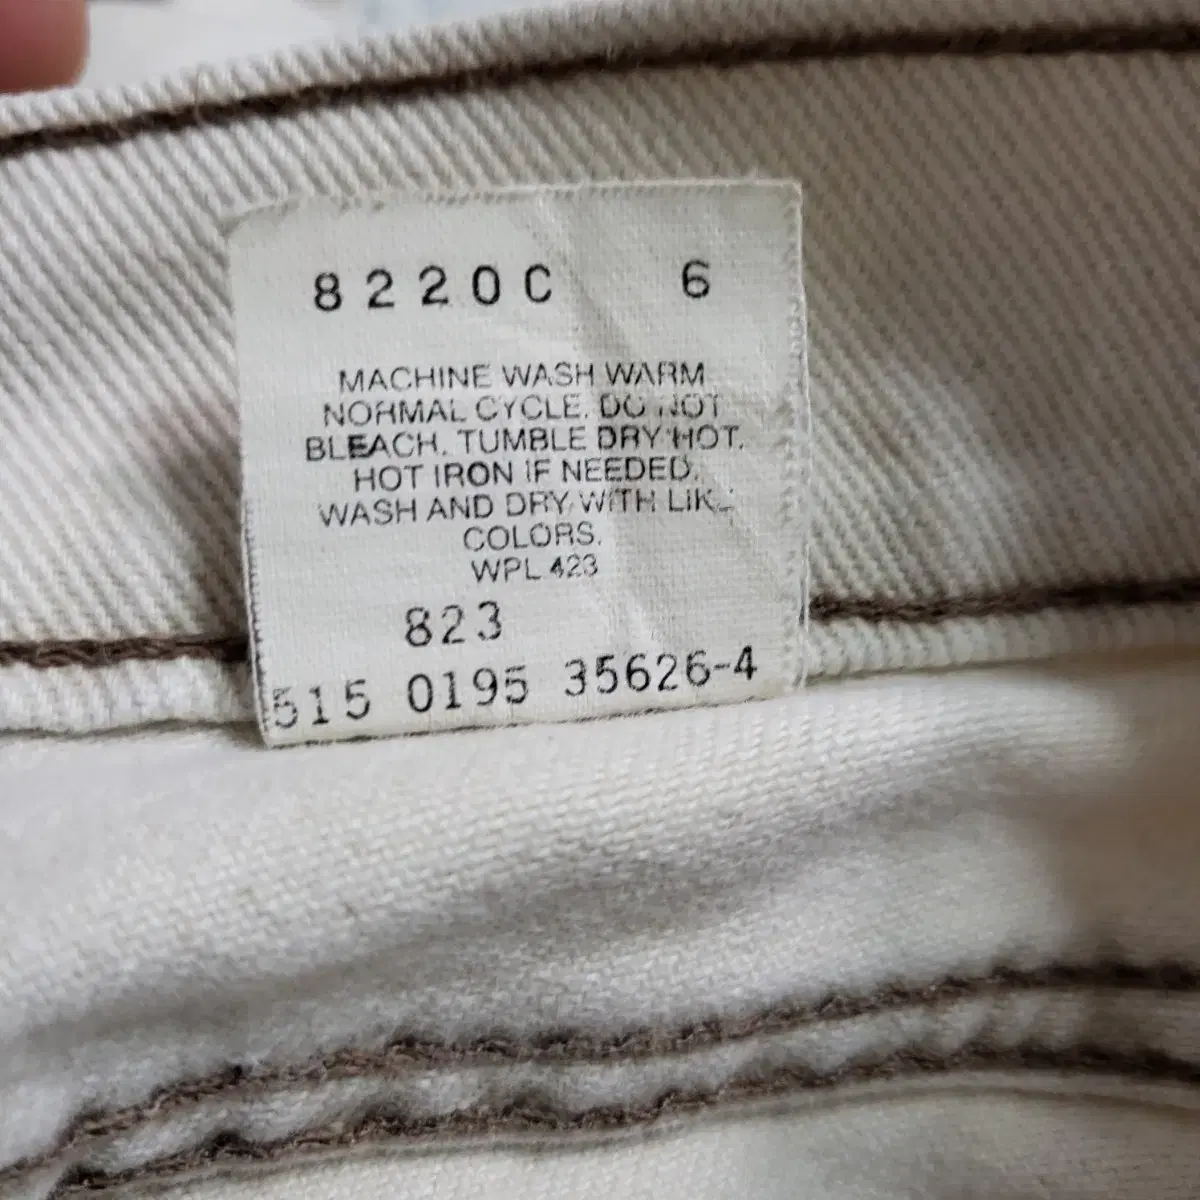 8220C 6
MACHINE WASH WARM
NORMAL CYCLE. DO NOT
BLEACH. TUMBLE DRY HOT.
HOT IRON IF NEEDED.
WASH AND DRY WITH LIKE
COLORS.
WPL 423
823
515 0195 35626-4